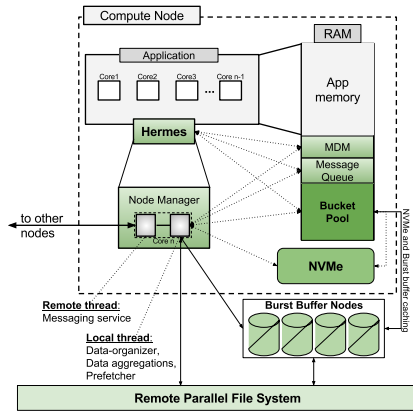 Compute Node
RAM
Application
Core1 Core2 Core3 ... Core n-1
App
memory
Hermes
MDM
Message
Queue
Node Manager
Bucket
Pool
to other
nodes
Core n
NVMe
NVMe and Burst buffer caching
Remote thread:
Messaging service
Burst Buffer Nodes
Local thread:
Data-organizer,
Data aggregations,
Prefetcher
Remote Parallel File System